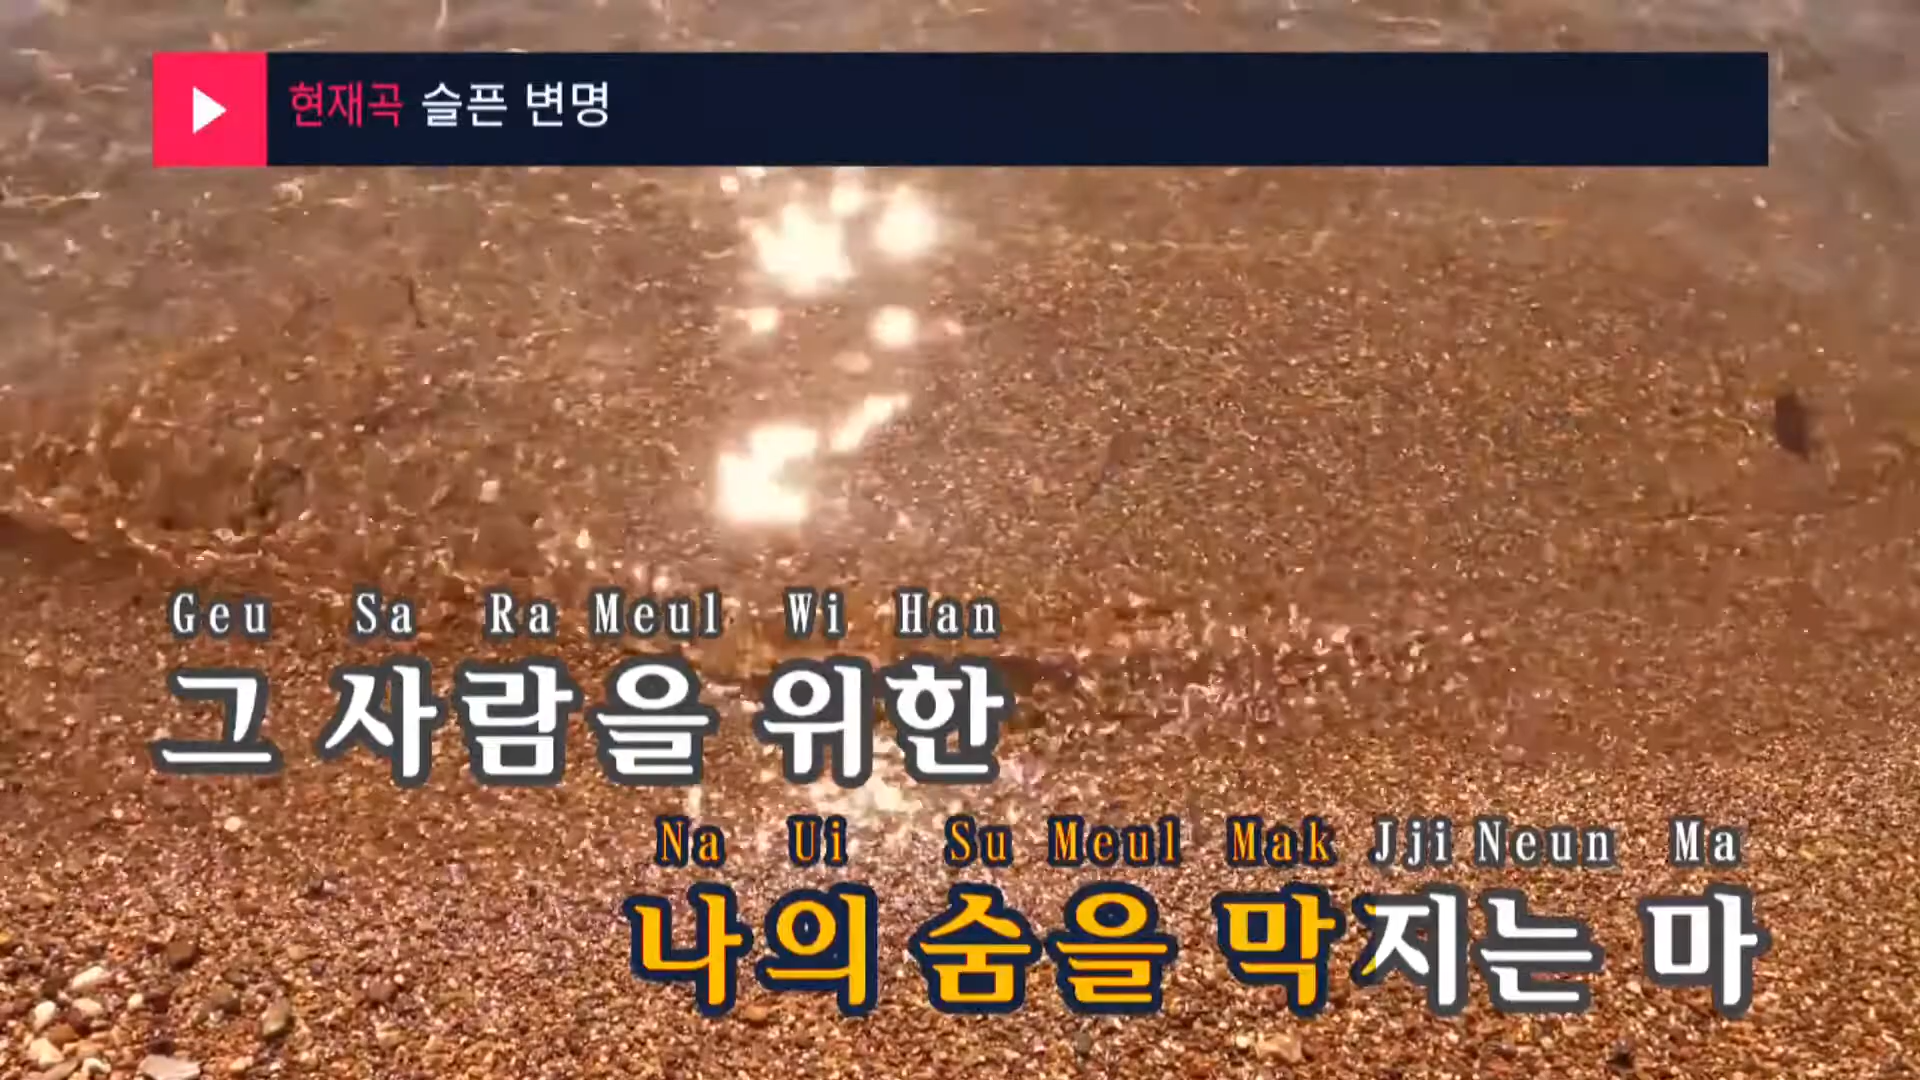 현재곡 슬픈 변명
Geu Sa Ra Meul Wi Han
그 사람을 위한
Na Ui Su Meul Mak Jji Neun Ma
나의 숨을 막지는 마